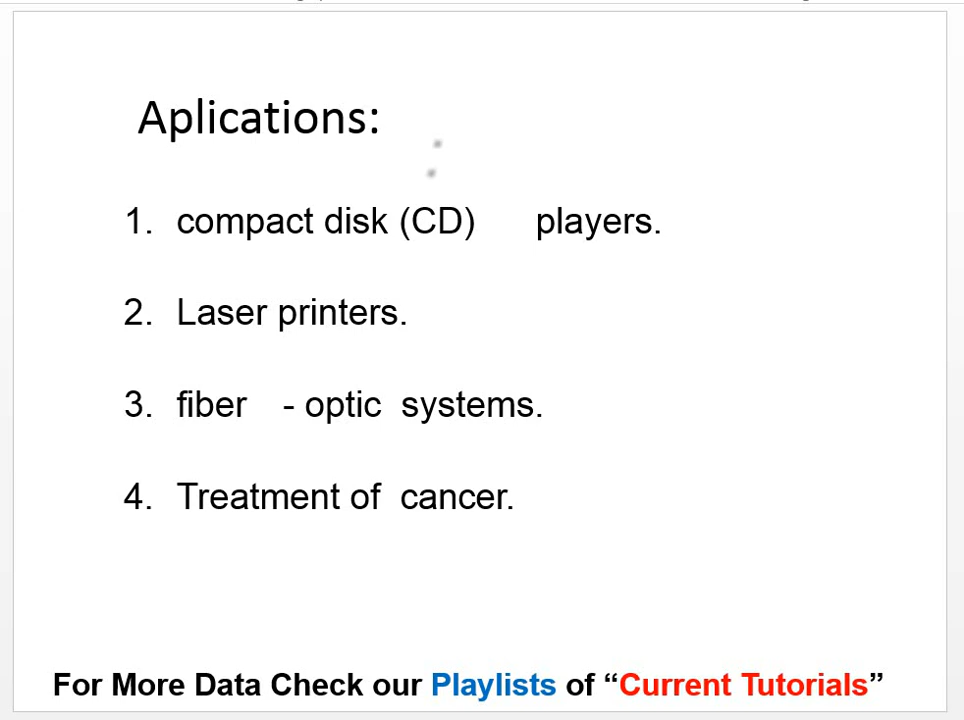 Aplications:
1. compact disk (CD) players.
2. Laser printers.
3. fiber - optic systems.
4. Treatment of cancer.
For More Data Check our Playlists of “Current Tutorials”